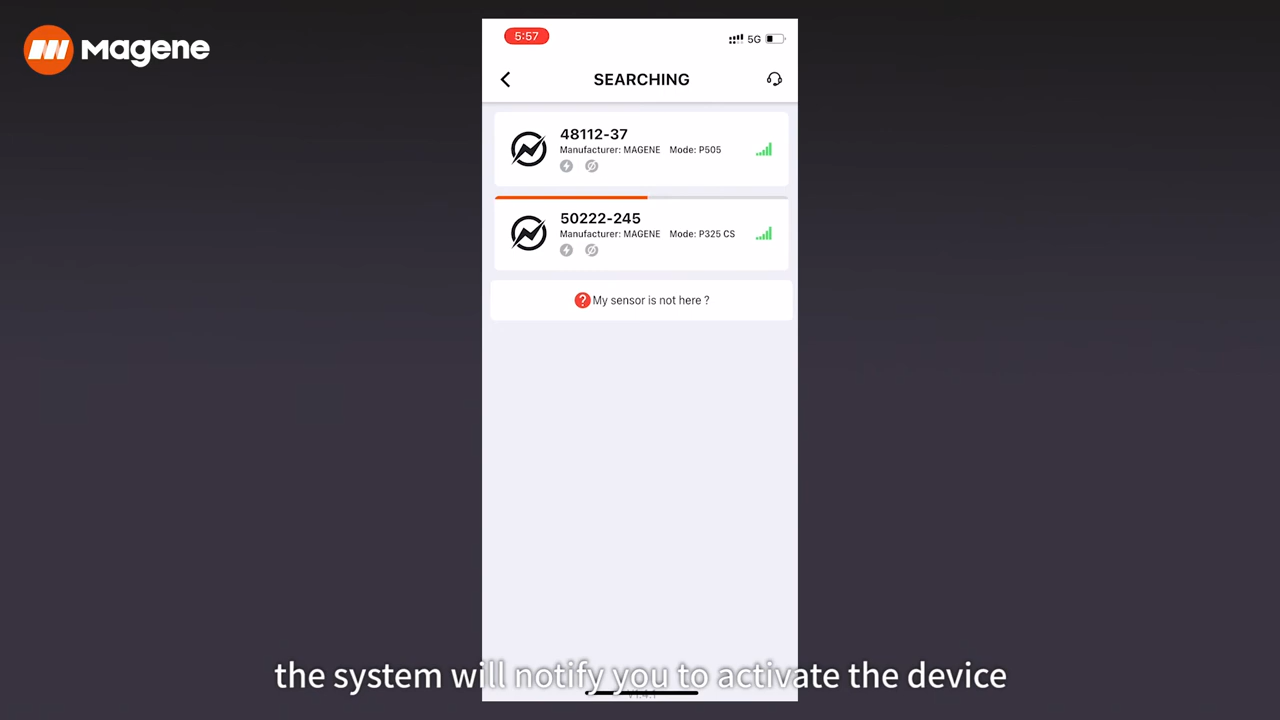 Magene
5:57
5G
SEARCHING
48112-37
Manufacturer: MAGENE Mode: P505
50222-245
Manufacturer: MAGENE Mode: P325 CS
? My sensor is not here ?
the system will notify you to activate the device